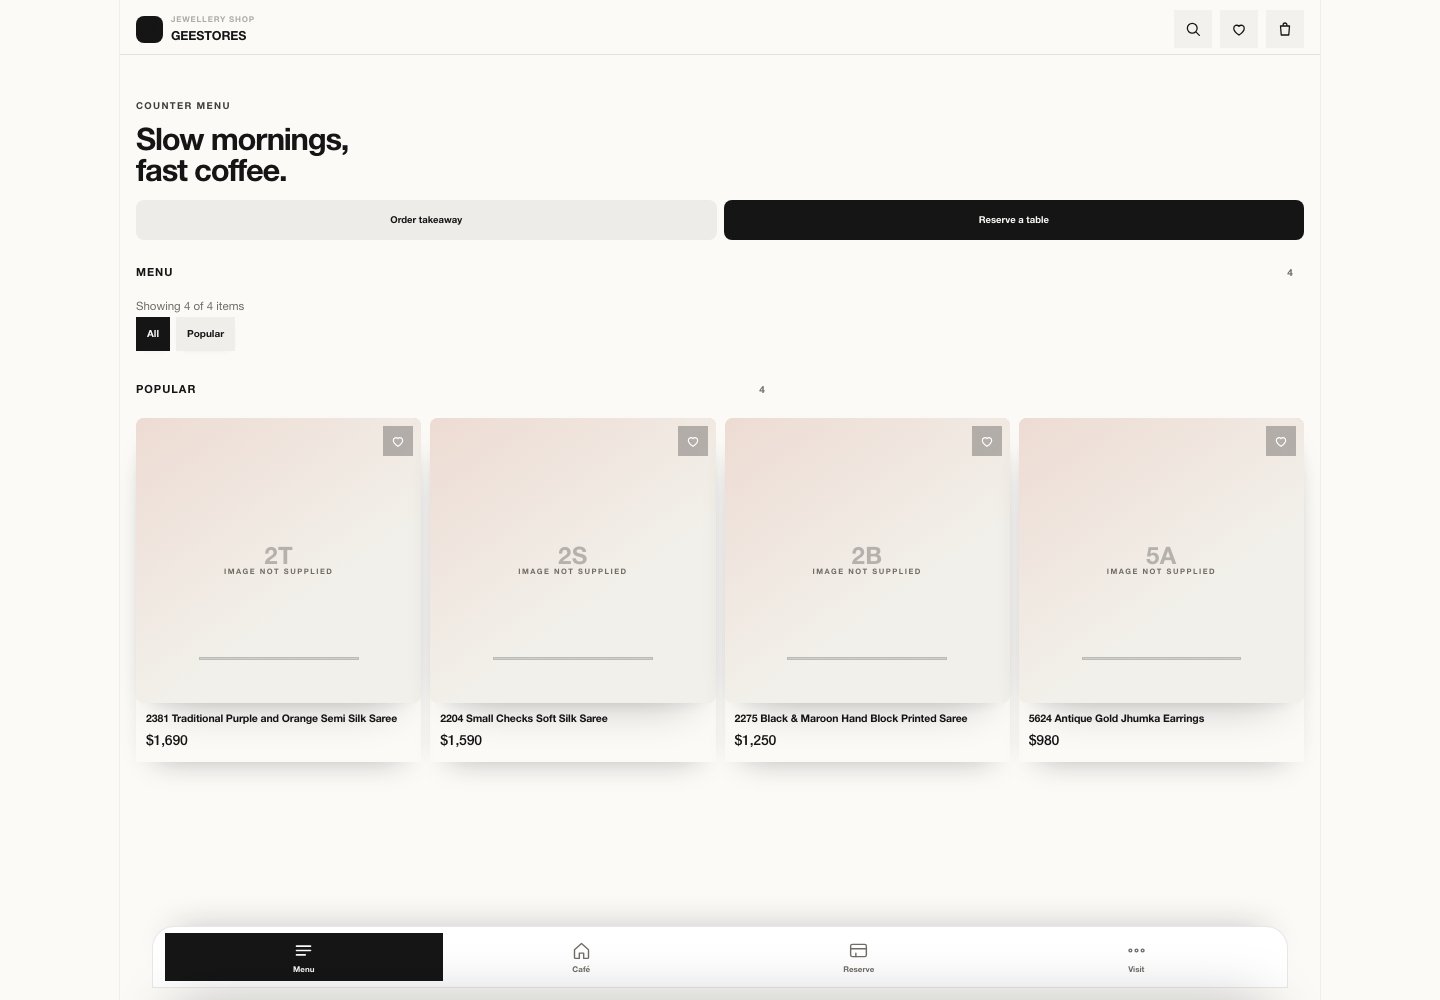 JEWELLERY SHOP
GEESTORES
COUNTER MENU
Slow mornings,
fast coffee.
Order takeaway
Reserve a table
MENU
4
Showing 4 of 4 items
All
Popular
POPULAR
4
2T
IMAGE NOT SUPPLIED
2S
IMAGE NOT SUPPLIED
2B
IMAGE NOT SUPPLIED
5A
IMAGE NOT SUPPLIED
2381 Traditional Purple and Orange Semi Silk Saree
$1,690
2204 Small Checks Soft Silk Saree
$1,590
2275 Black & Maroon Hand Block Printed Saree
$1,250
5624 Antique Gold Jhumka Earrings
$980
Menu
Café
Reserve
Visit